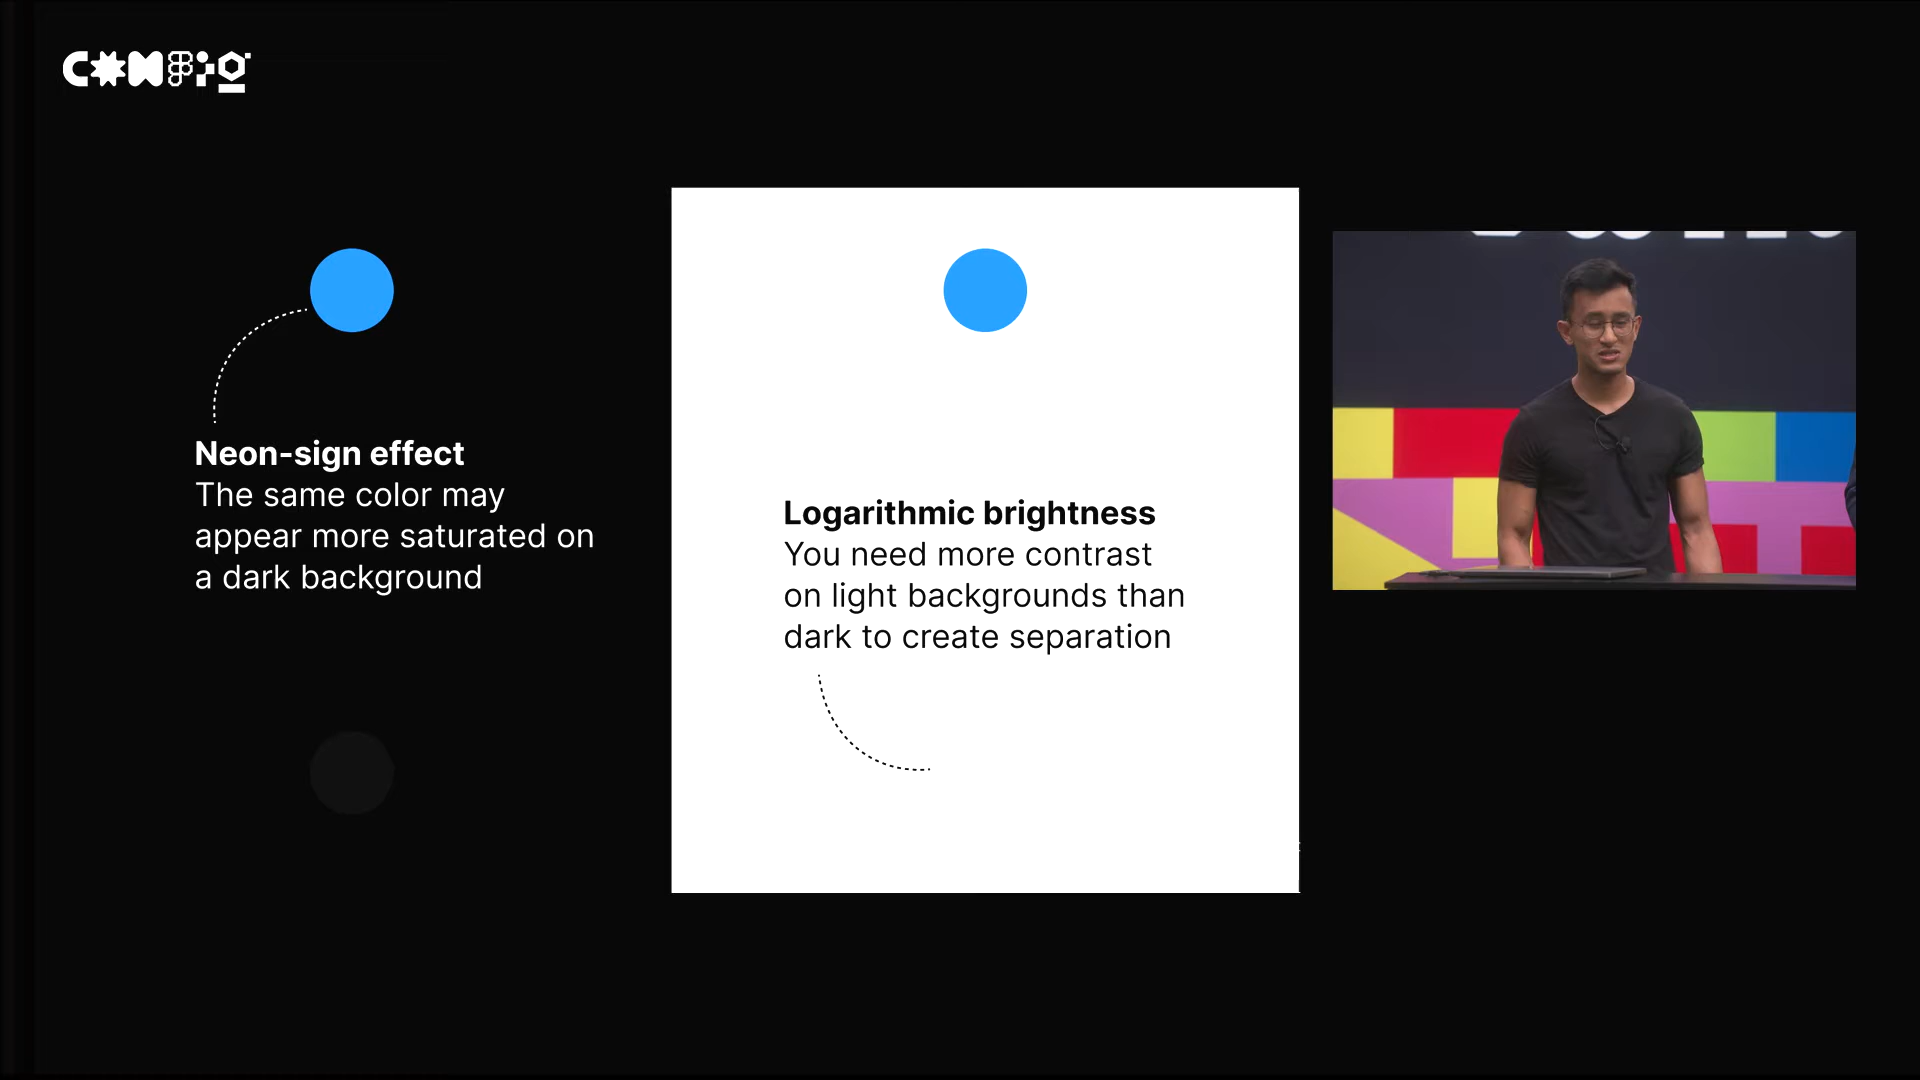 CONFIG
Neon-sign effect
The same color may
appear more saturated on
a dark background
Logarithmic brightness
You need more contrast
on light backgrounds than
dark to create separation